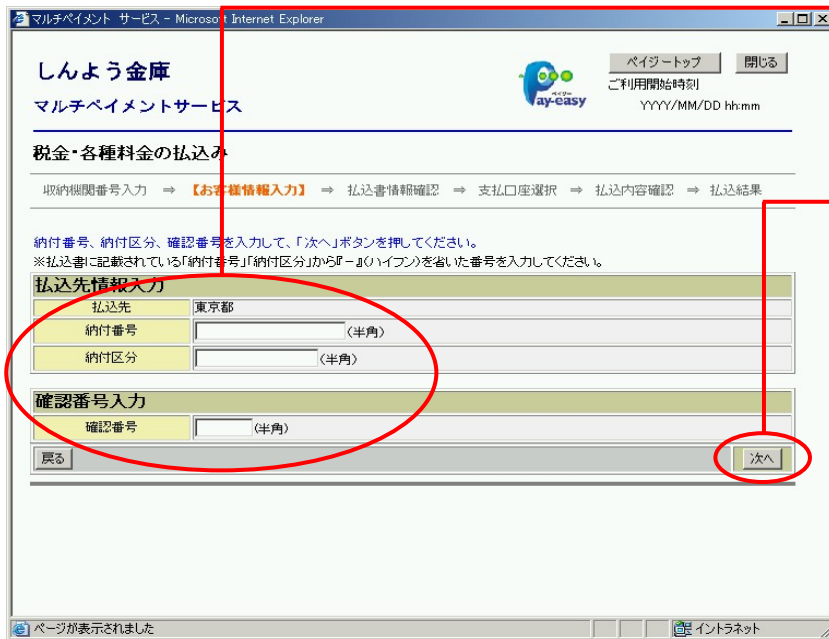 マルチペイメント サービス - Microsoft Internet Explorer
しんよう金庫
マルチペイメントサービス
ペイジー
Pay-easy
ペイジートップ
閉じる
ご利用開始時刻
YYYY/MM/DD hh:mm
税金・各種料金の払込み
収納機関番号入力 ⇒ 【お客様情報入力】 ⇒ 払込書情報確認 ⇒ 支払口座選択 ⇒ 払込内容確認 ⇒ 払込結果
納付番号、納付区分、確認番号を入力して、「次へ」ボタンを押してください。
※払込書に記載されている「納付番号」「納付区分」から『－』(ハイフン)を省いた番号を入力してください。
払込先情報入力
払込先 東京都
納付番号 (半角)
納付区分 (半角)
確認番号入力
確認番号 (半角)
戻る
次へ
ページが表示されました
イントラネット